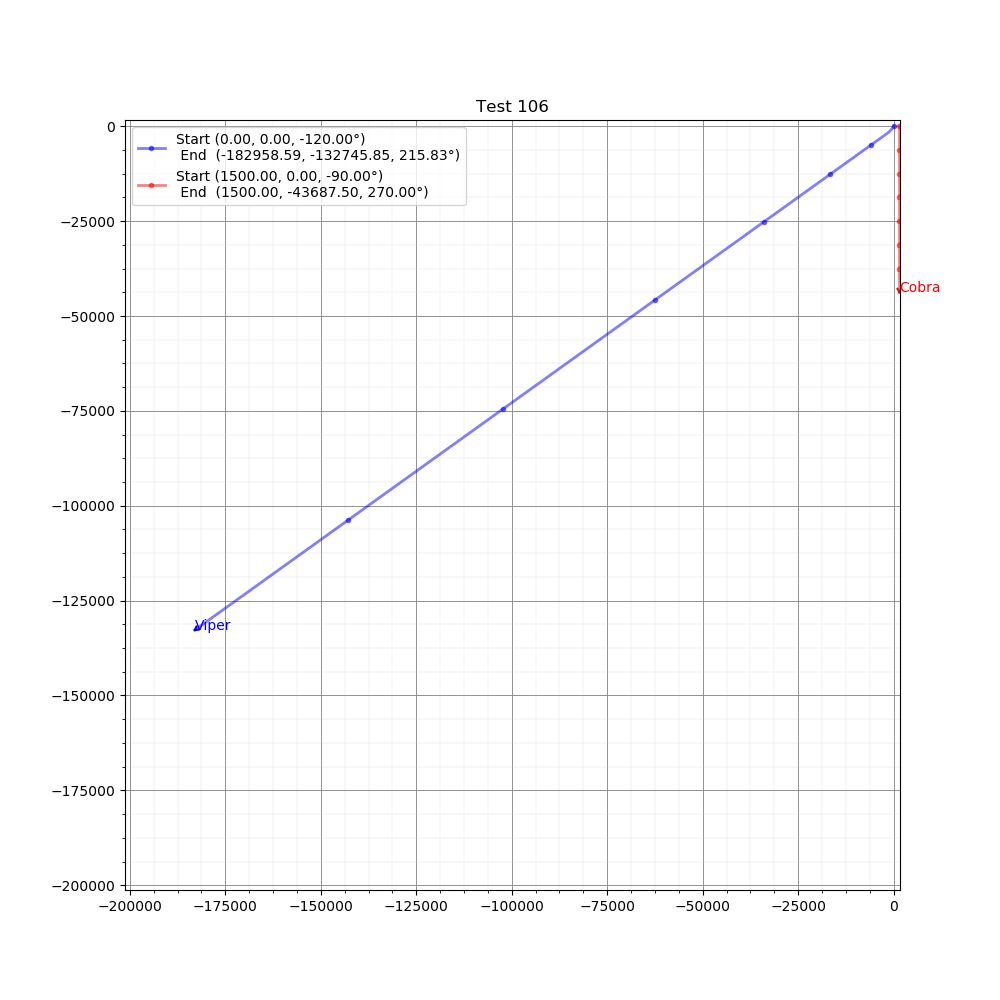 Test 106
Start (0.00, 0.00, -120.00°)
End (-182958.59, -132745.85, 215.83°)
Start (1500.00, 0.00, -90.00°)
End (1500.00, -43687.50, 270.00°)
0
−25000
−50000
−75000
−100000
−125000
−150000
−175000
−200000
Cobra
Viper
−200000 −175000 −150000 −125000 −100000 −75000 −50000 −25000 0